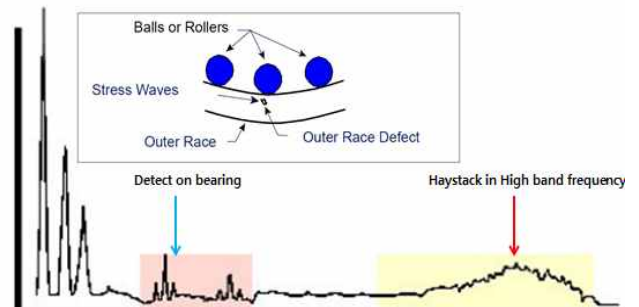 Balls or Rollers
Stress Waves
Outer Race
Outer Race Defect
Detect on bearing
Haystack in High band frequency